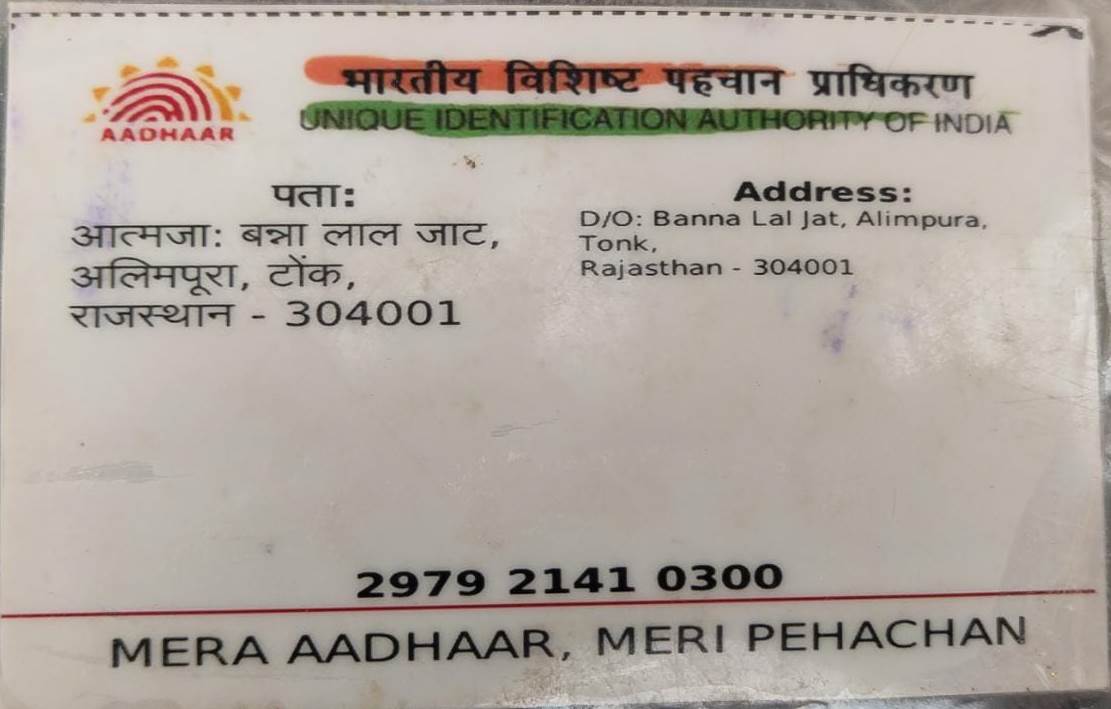 भारतीय विशिष्ट पहचान प्राधिकरण
UNIQUE IDENTIFICATION AUTHORITY OF INDIA
AADHAAR
पता:
आत्मजा: बन्ना लाल जाट,
अलिमपूरा, टोंक,
राजस्थान - 304001
Address:
D/O: Banna Lal Jat, Alimpura,
Tonk,
Rajasthan - 304001
2979 2141 0300
MERA AADHAAR, MERI PEHACHAN